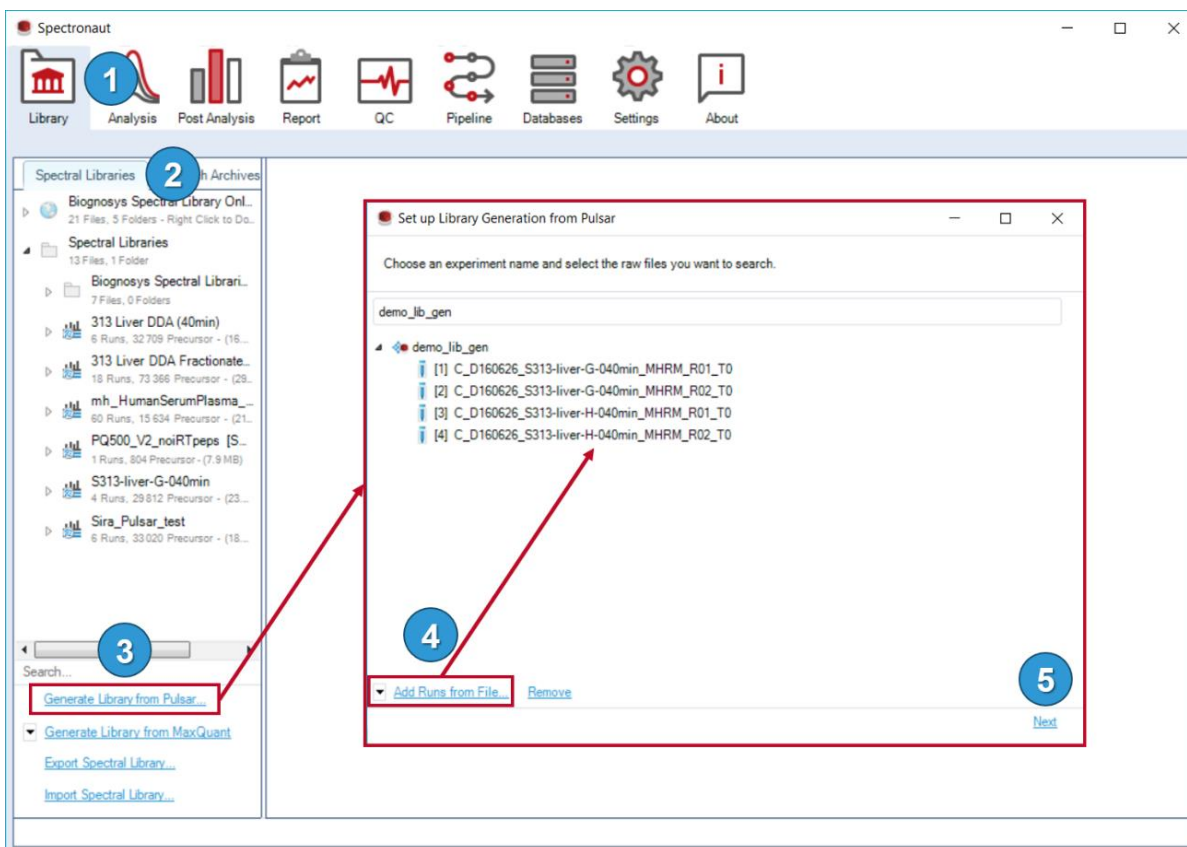 Spectronaut
1
Library Analysis Post Analysis Report QC Pipeline Databases Settings About
Spectral Libraries 2 h Archives
Biognosys Spectral Library Onl..
21 Files, 5 Folders - Right Click to Do..
Spectral Libraries
13 Files, 1 Folder
Biognosys Spectral Librari..
7 Files, 0 Folders
313 Liver DDA (40min)
6 Runs, 32 709 Precursor - (16...
313 Liver DDA Fractionate..
18 Runs, 73 366 Precursor - (29..
mh_HumanSerumPlasma_..
60 Runs, 15 634 Precursor - (21..
PQ500_V2_noiRTpeps [S..
1 Runs, 804 Precursor - (7.9 MB)
S313-liver-G-040min
4 Runs, 29 812 Precursor - (23...
Sira_Pulsar_test
6 Runs, 33 020 Precursor - (18...
3
Search...
Generate Library from Pulsar...
Generate Library from MaxQuant
Export Spectral Library...
Import Spectral Library...
Set up Library Generation from Pulsar
Choose an experiment name and select the raw files you want to search.
demo_lib_gen
demo_lib_gen
[1] C_D160626_S313-liver-G-040min_MHRM_R01_T0
[2] C_D160626_S313-liver-G-040min_MHRM_R02_T0
[3] C_D160626_S313-liver-H-040min_MHRM_R01_T0
[4] C_D160626_S313-liver-H-040min_MHRM_R02_T0
4
Add Runs from File... Remove
5
Next